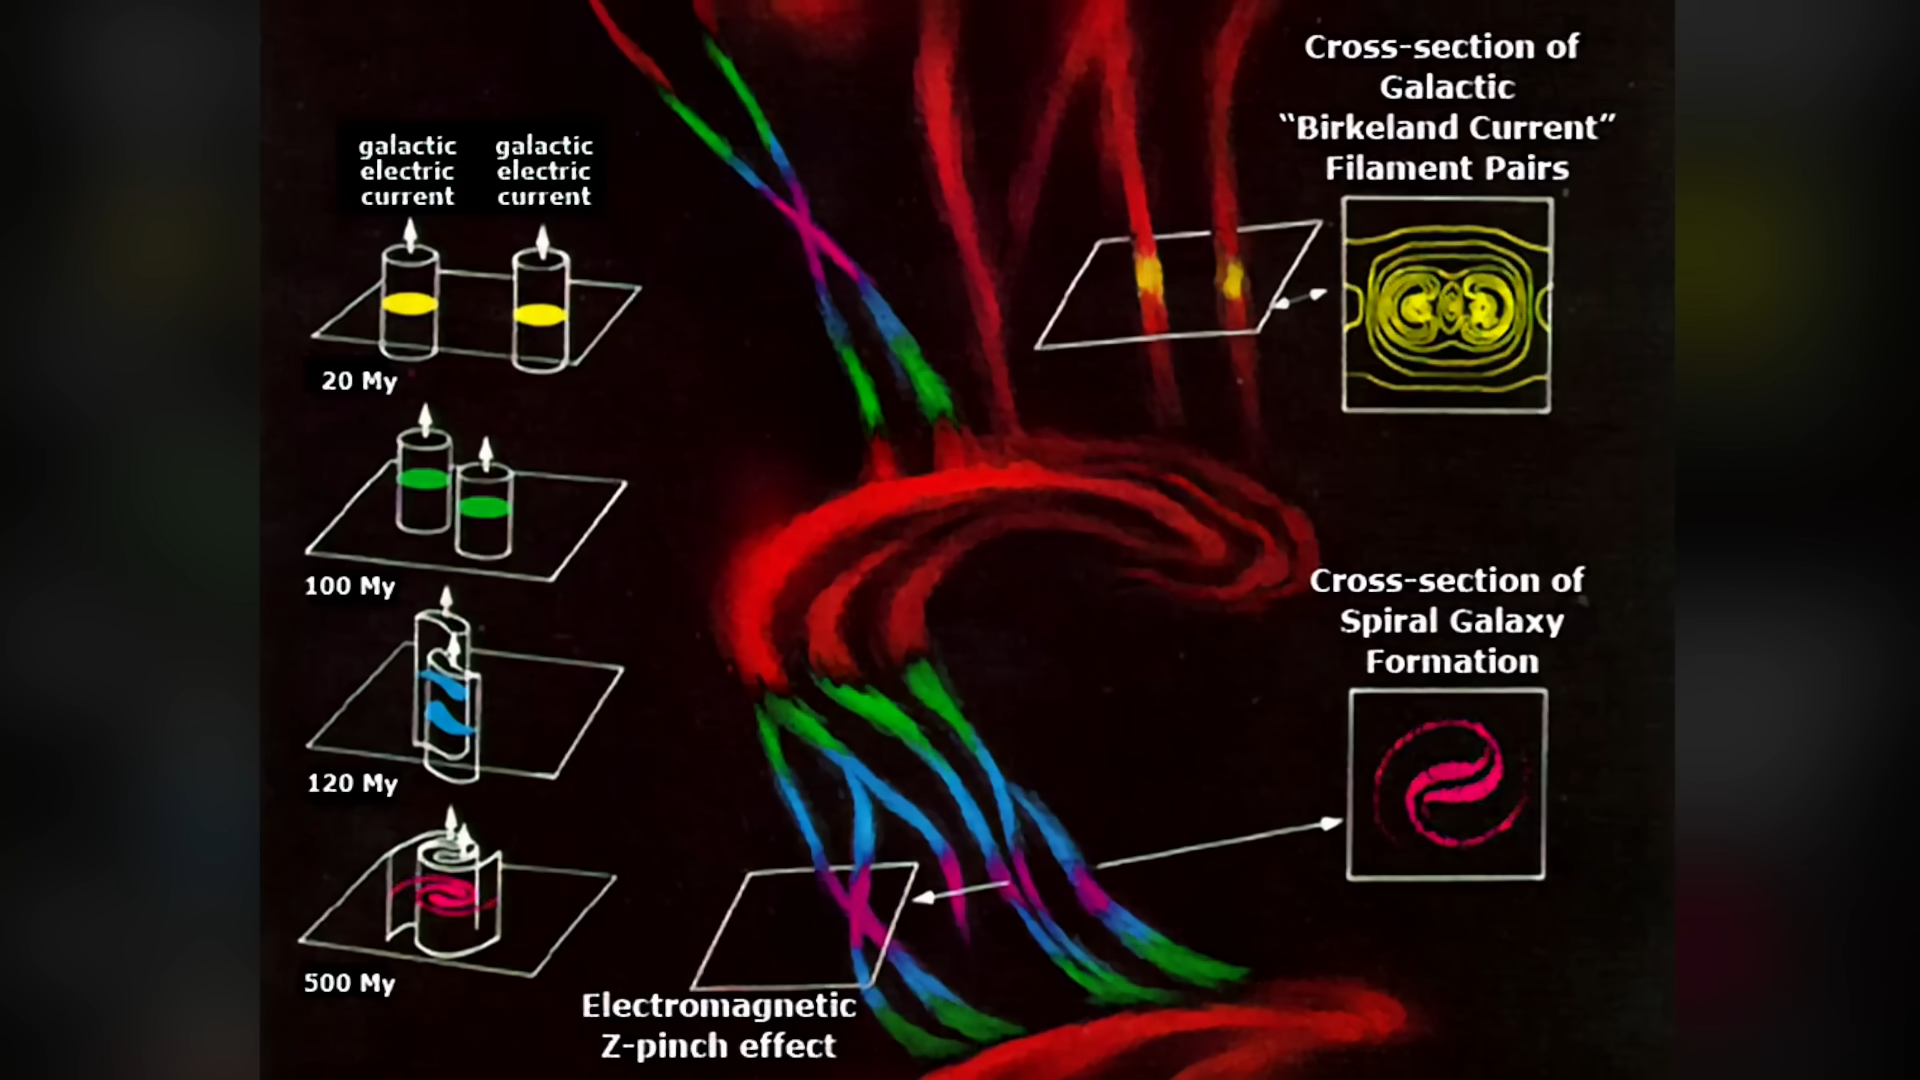 galactic
electric
current
galactic
electric
current
20 My
100 My
120 My
500 My
Cross-section of
Galactic
“Birkeland Current”
Filament Pairs
Cross-section of
Spiral Galaxy
Formation
Electromagnetic
Z-pinch effect